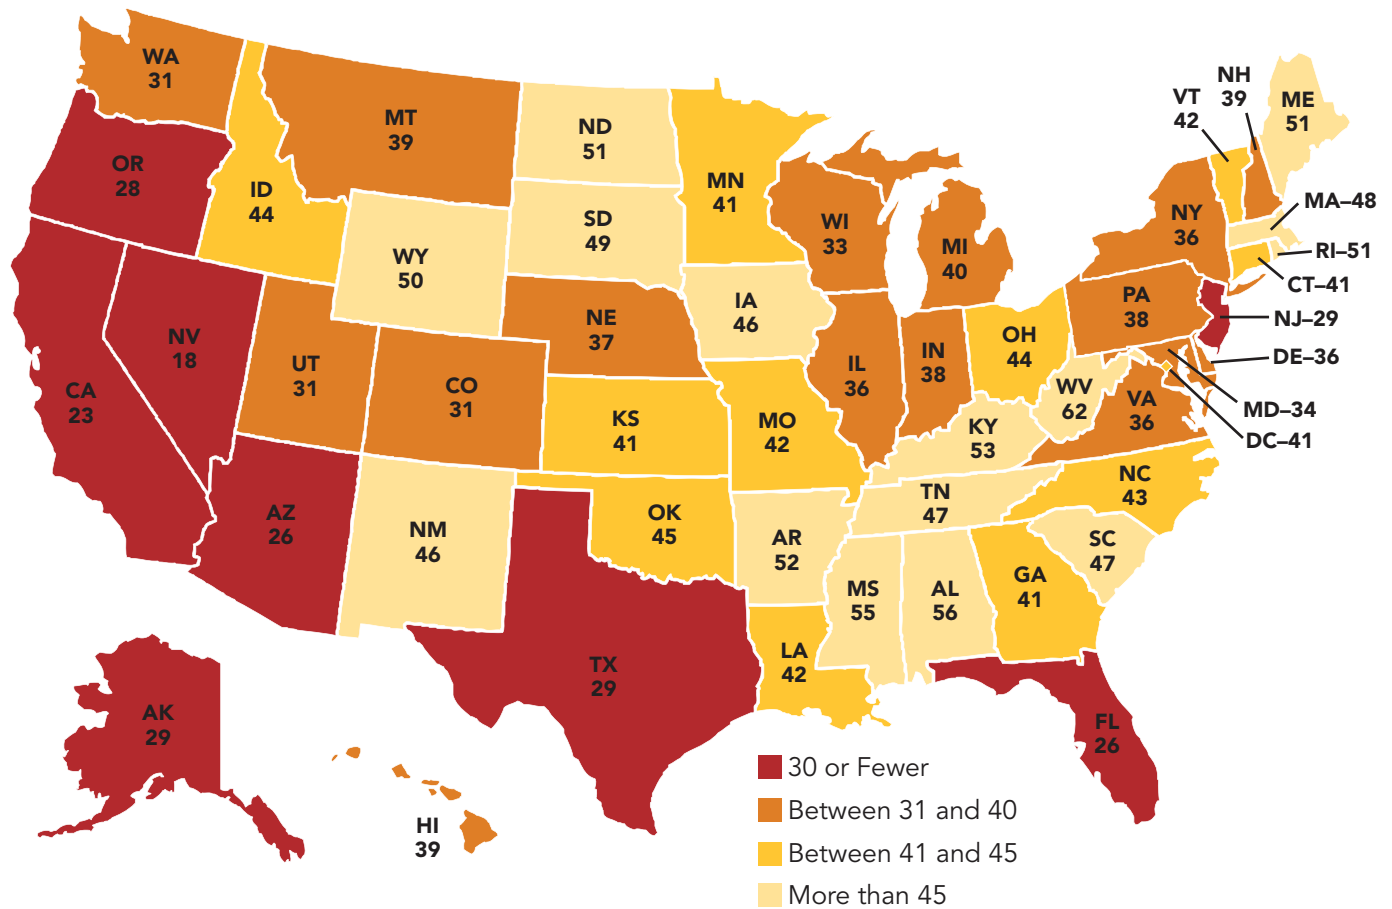 WA
31
OR
28
CA
23
NV
18
ID
44
MT
39
WY
50
UT
31
CO
31
AZ
26
NM
46
ND
51
SD
49
NE
37
KS
41
OK
45
TX
29
MN
41
IA
46
MO
42
AR
52
LA
42
WI
33
IL
36
MI
40
IN
38
OH
44
KY
53
TN
47
MS
55
AL
56
GA
41
FL
26
SC
47
NC
43
VA
36
WV
62
PA
38
NY
36
VT
42
NH
39
ME
51
MA–48
RI–51
CT–41
NJ–29
DE–36
MD–34
DC–41
AK
29
HI
39
30 or Fewer
Between 31 and 40
Between 41 and 45
More than 45